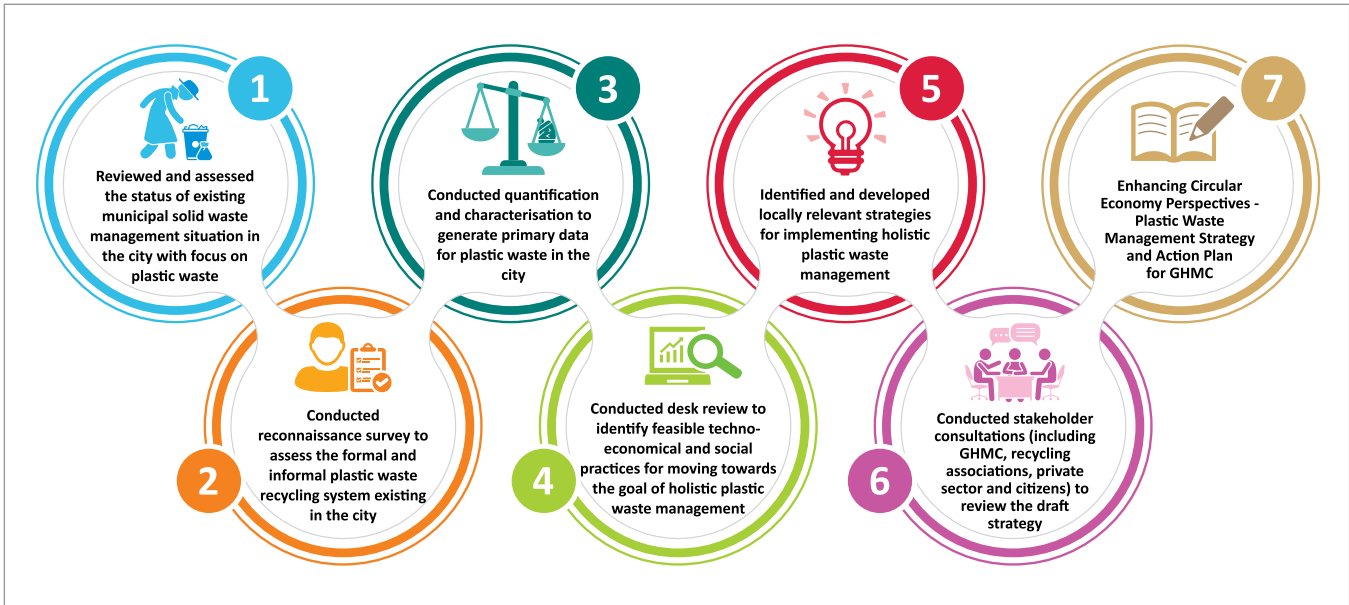 1
Reviewed and assessed
the status of existing
municipal solid waste
management situation in
the city with focus on
plastic waste
2
Conducted
reconnaissance survey to
assess the formal and
informal plastic waste
recycling system existing
in the city
3
Conducted quantification
and characterisation to
generate primary data
for plastic waste in the
city
4
Conducted desk review to
identify feasible techno-
economical and social
practices for moving towards
the goal of holistic plastic
waste management
5
Identified and developed
locally relevant strategies
for implementing holistic
plastic waste
management
6
Conducted stakeholder
consultations (including
GHMC, recycling
associations, private
sector and citizens) to
review the draft
strategy
7
Enhancing Circular
Economy Perspectives -
Plastic Waste
Management Strategy
and Action Plan
for GHMC